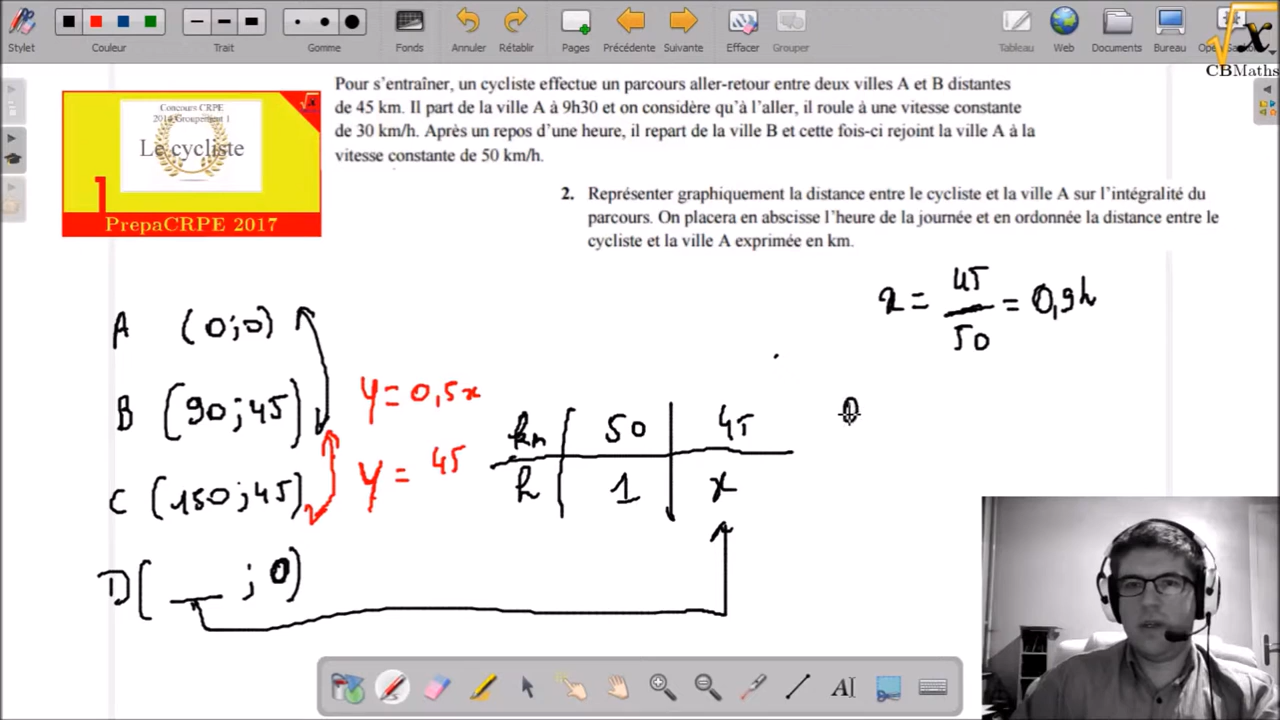 Couleur
Trait
Gomme
Stylet
Fonds
Annuler
Rétablir
Pages
Précédente
Suivante
Effacer
Grouper
Tableau
Web
Documents
Bureau
CBMaths
Concours CRPE
2014 Groupement 1
Le cycliste
1
PrepaCRPE 2017
Pour s'entraîner, un cycliste effectue un parcours aller-retour entre deux villes A et B distantes
de 45 km. Il part de la ville A à 9h30 et on considère qu'à l'aller, il roule à une vitesse constante
de 30 km/h. Après un repos d'une heure, il repart de la ville B et cette fois-ci rejoint la ville A à la
vitesse constante de 50 km/h.
2. Représenter graphiquement la distance entre le cycliste et la ville A sur l'intégralité du
parcours. On placera en abscisse l'heure de la journée et en ordonnée la distance entre le
cycliste et la ville A exprimée en km.
x = 45/50 = 0,9h
A (0;0)
B (90;45)
y = 0,5x
y = 45
C (150;45)
D( __ ; 0)
km 50 45
h 1 x
0